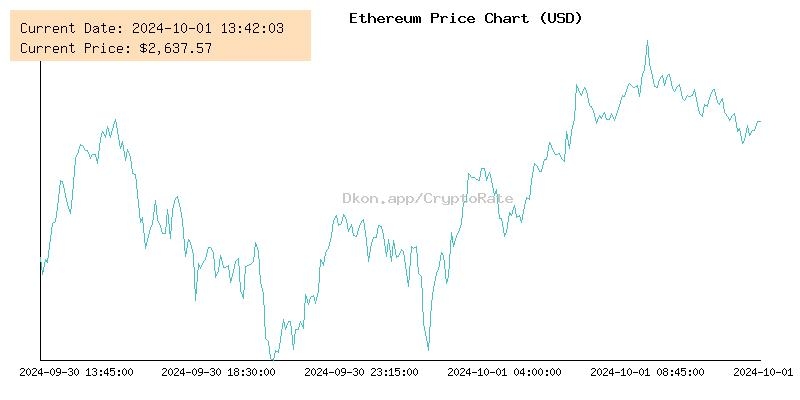 Ethereum Price Chart (USD)
Current Date: 2024-10-01 13:42:03
Current Price: $2,637.57
Dkon.app/CryptoRate
2024-09-30 13:45:00 2024-09-30 18:30:00 2024-09-30 23:15:00 2024-10-01 04:00:00 2024-10-01 08:45:00 2024-10-01